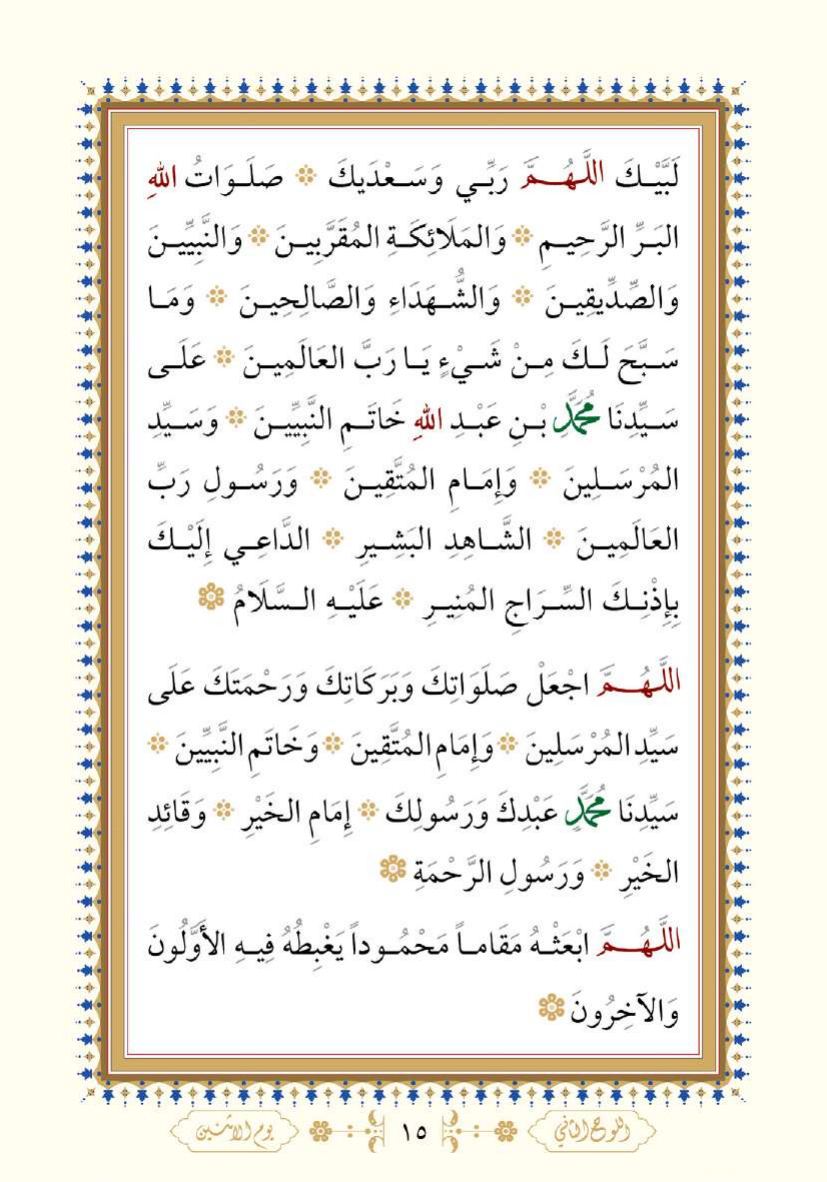 لَبَّيْكَ اللَّهُمَّ رَبِّي وَسَعْدَيكَ ۞ صَلَوَاتُ اللهِ
البَرِّ الرَّحِيمِ ۞ وَالمَلَائِكَةِ المُقَرَّبِينَ ۞ وَالنَّبِيِّينَ
وَالصِّدِّيقِينَ ۞ وَالشُّهَدَاءِ وَالصَّالِحِينَ ۞ وَمَا
سَبَّحَ لَكَ مِنْ شَيْءٍ يَا رَبَّ العَالَمِينَ ۞ عَلَى
سَيِّدِنَا مُحَمَّدِ بْنِ عَبْدِ اللهِ خَاتَمِ النَّبِيِّينَ ۞ وَسَيِّدِ
المُرْسَلِينَ ۞ وَإِمَامِ المُتَّقِينَ ۞ وَرَسُولِ رَبِّ
العَالَمِينَ ۞ الشَّاهِدِ البَشِيرِ ۞ الدَّاعِي إِلَيْكَ
بِإِذْنِكَ السِّرَاجِ المُنِيرِ ۞ عَلَيْهِ السَّلَامُ ۞
اللَّهُمَّ اجْعَلْ صَلَوَاتِكَ وَبَرَكَاتِكَ وَرَحْمَتَكَ عَلَى
سَيِّدِ المُرْسَلِينَ ۞ وَإِمَامِ المُتَّقِينَ ۞ وَخَاتَمِ النَّبِيِّينَ ۞
سَيِّدِنَا مُحَمَّدٍ عَبْدِكَ وَرَسُولِكَ ۞ إِمَامِ الخَيْرِ ۞ وَقَائِدِ
الخَيْرِ ۞ وَرَسُولِ الرَّحْمَةِ ۞
اللَّهُمَّ ابْعَثْهُ مَقَاماً مَحْمُوداً يَغْبِطُهُ فِيهِ الأَوَّلُونَ
وَالآخِرُونَ ۞
اللوح الثاني ١٥ يوم الاثنين